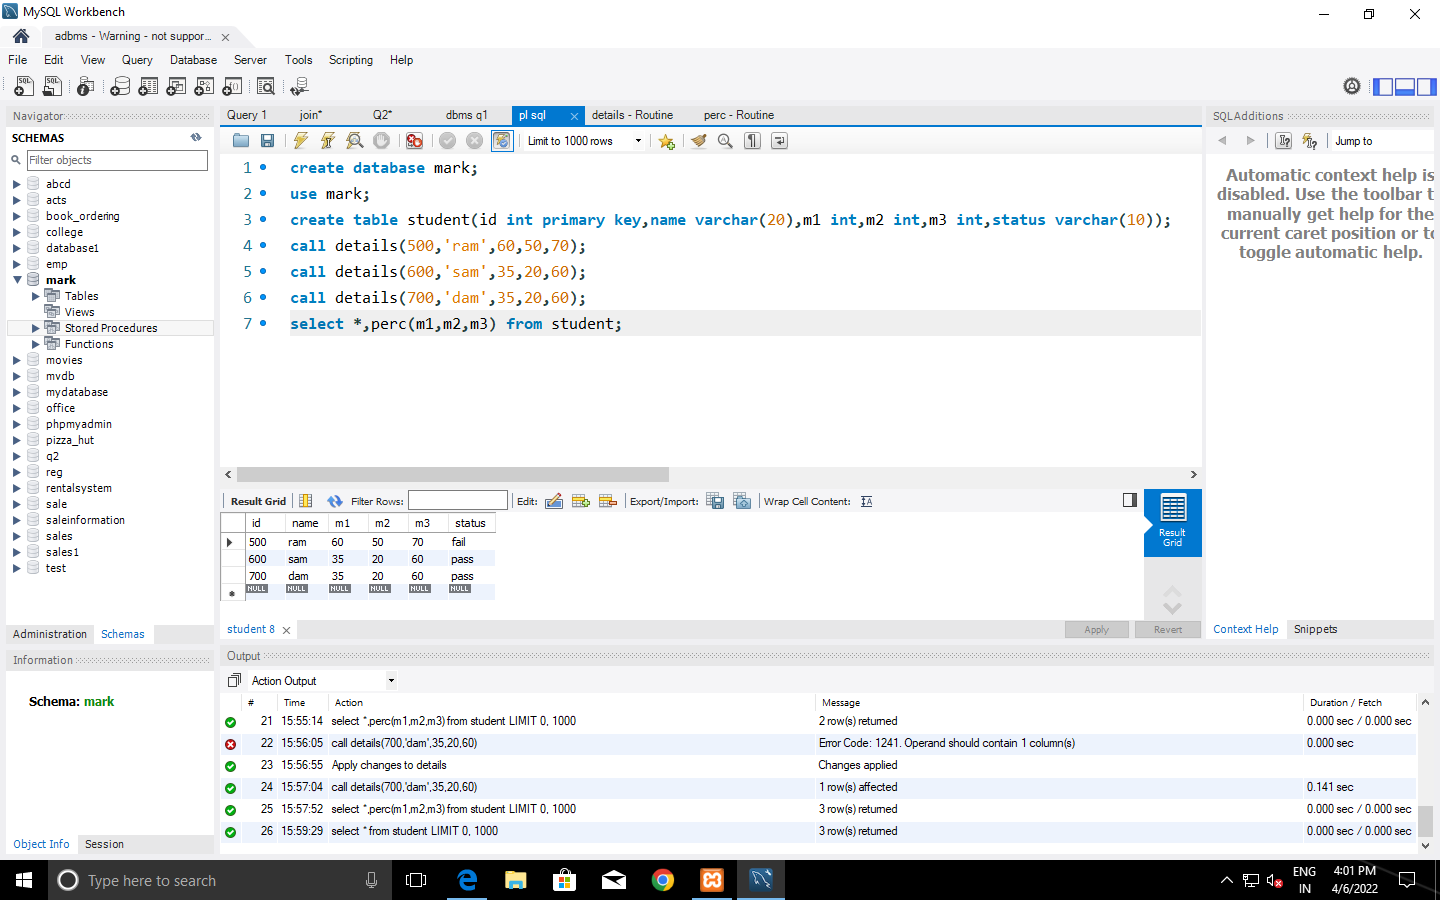 MySQL Workbench
adbms - Warning - not suppor...
File Edit View Query Database Server Tools Scripting Help
Navigator
SCHEMAS
Filter objects
abcd
acts
book_ordering
college
database1
emp
mark
Tables
Views
Stored Procedures
Functions
movies
mvdb
mydatabase
office
phpmyadmin
pizza_hut
q2
reg
rentalsystem
sale
saleinformation
sales
sales1
test
Administration Schemas
Information
Schema: mark
Object Info Session
Query 1 join* Q2* dbms q1 pl sql details - Routine perc - Routine
Limit to 1000 rows
1 create database mark;
2 use mark;
3 create table student(id int primary key,name varchar(20),m1 int,m2 int,m3 int,status varchar(10));
4 call details(500,'ram',60,50,70);
5 call details(600,'sam',35,20,60);
6 call details(700,'dam',35,20,60);
7 select *,perc(m1,m2,m3) from student;
Result Grid Filter Rows: Edit: Export/Import: Wrap Cell Content:
id name m1 m2 m3 status
500 ram 60 50 70 fail
600 sam 35 20 60 pass
700 dam 35 20 60 pass
NULL NULL NULL NULL NULL NULL
Result
Grid
student 8
Apply Revert
SQLAdditions
Jump to
Automatic context help is
disabled. Use the toolbar t
manually get help for the
current caret position or to
toggle automatic help.
Context Help Snippets
Output
Action Output
# Time Action Message Duration / Fetch
21 15:55:14 select *,perc(m1,m2,m3) from student LIMIT 0, 1000 2 row(s) returned 0.000 sec / 0.000 sec
22 15:56:05 call details(700,'dam',35,20,60) Error Code: 1241. Operand should contain 1 column(s) 0.000 sec
23 15:56:55 Apply changes to details Changes applied
24 15:57:04 call details(700,'dam',35,20,60) 1 row(s) affected 0.141 sec
25 15:57:52 select *,perc(m1,m2,m3) from student LIMIT 0, 1000 3 row(s) returned 0.000 sec / 0.000 sec
26 15:59:29 select * from student LIMIT 0, 1000 3 row(s) returned 0.000 sec / 0.000 sec
Type here to search
ENG
IN
4:01 PM
4/6/2022